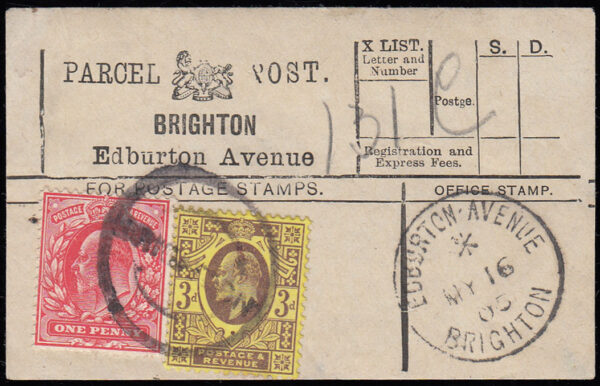 PARCEL POST.
BRIGHTON
Edburton Avenue
X LIST.
Letter and
Number
S. D.
Postge.
Registration and
Express Fees.
131
FOR POSTAGE STAMPS.
OFFICE STAMP.
POSTAGE & REVENUE
ONE PENNY
3d 3d
POSTAGE &
REVENUE
EDBURTON·AVENUE
MY 16
05
BRIGHTON